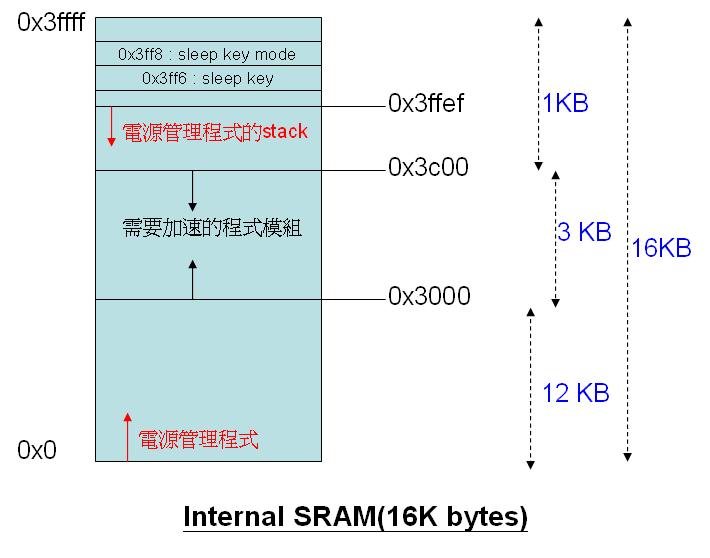 0x3ffff
0x3ff8 : sleep key mode
0x3ff6 : sleep key
0x3ffef
1KB
電源管理程式的stack
0x3c00
需要加速的程式模組
3 KB
16KB
0x3000
12 KB
電源管理程式
0x0
Internal SRAM(16K bytes)